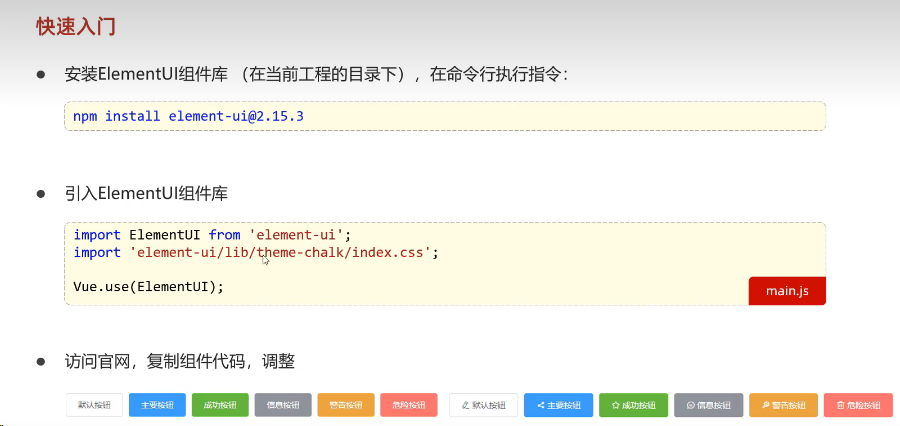 快速入门
安装ElementUI组件库 （在当前工程的目录下），在命令行执行指令：
npm install element-ui@2.15.3
引入ElementUI组件库
import ElementUI from 'element-ui';
import 'element-ui/lib/theme-chalk/index.css';
Vue.use(ElementUI);
main.js
访问官网，复制组件代码，调整
默认按钮 主要按钮 成功按钮 信息按钮 警告按钮 危险按钮 默认按钮 主要按钮 成功按钮 信息按钮 警告按钮 危险按钮